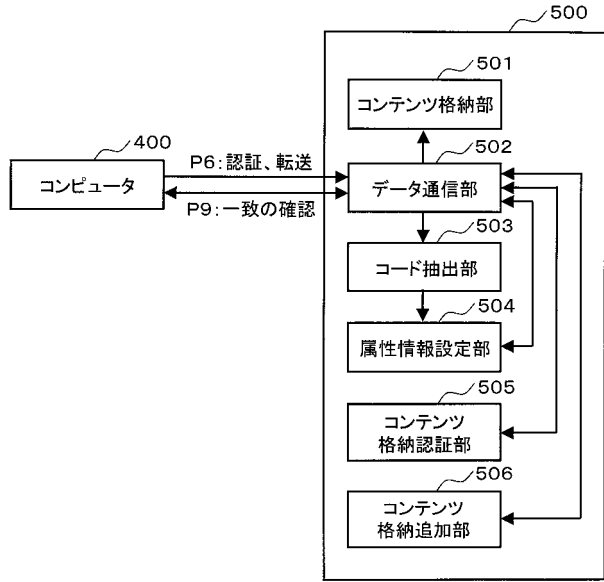 500
501
コンテンツ格納部
400
502
コンピュータ
P6:認証、転送
データ通信部
P9:一致の確認
503
コード抽出部
504
属性情報設定部
505
コンテンツ
格納認証部
506
コンテンツ
格納追加部